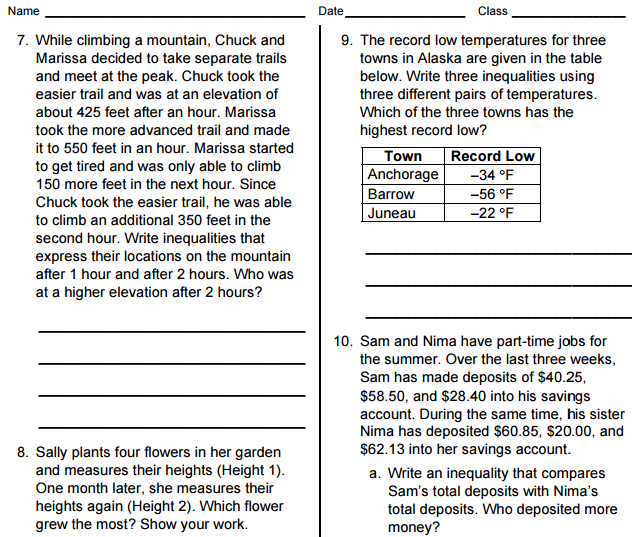 Name Date Class
7. While climbing a mountain, Chuck and
Marissa decided to take separate trails
and meet at the peak. Chuck took the
easier trail and was at an elevation of
about 425 feet after an hour. Marissa
took the more advanced trail and made
it to 550 feet in an hour. Marissa started
to get tired and was only able to climb
150 more feet in the next hour. Since
Chuck took the easier trail, he was able
to climb an additional 350 feet in the
second hour. Write inequalities that
express their locations on the mountain
after 1 hour and after 2 hours. Who was
at a higher elevation after 2 hours?
8. Sally plants four flowers in her garden
and measures their heights (Height 1).
One month later, she measures their
heights again (Height 2). Which flower
grew the most? Show your work.
9. The record low temperatures for three
towns in Alaska are given in the table
below. Write three inequalities using
three different pairs of temperatures.
Which of the three towns has the
highest record low?
Town Record Low
Anchorage –34 °F
Barrow –56 °F
Juneau –22 °F
10. Sam and Nima have part-time jobs for
the summer. Over the last three weeks,
Sam has made deposits of $40.25,
$58.50, and $28.40 into his savings
account. During the same time, his sister
Nima has deposited $60.85, $20.00, and
$62.13 into her savings account.
a. Write an inequality that compares
Sam's total deposits with Nima's
total deposits. Who deposited more
money?